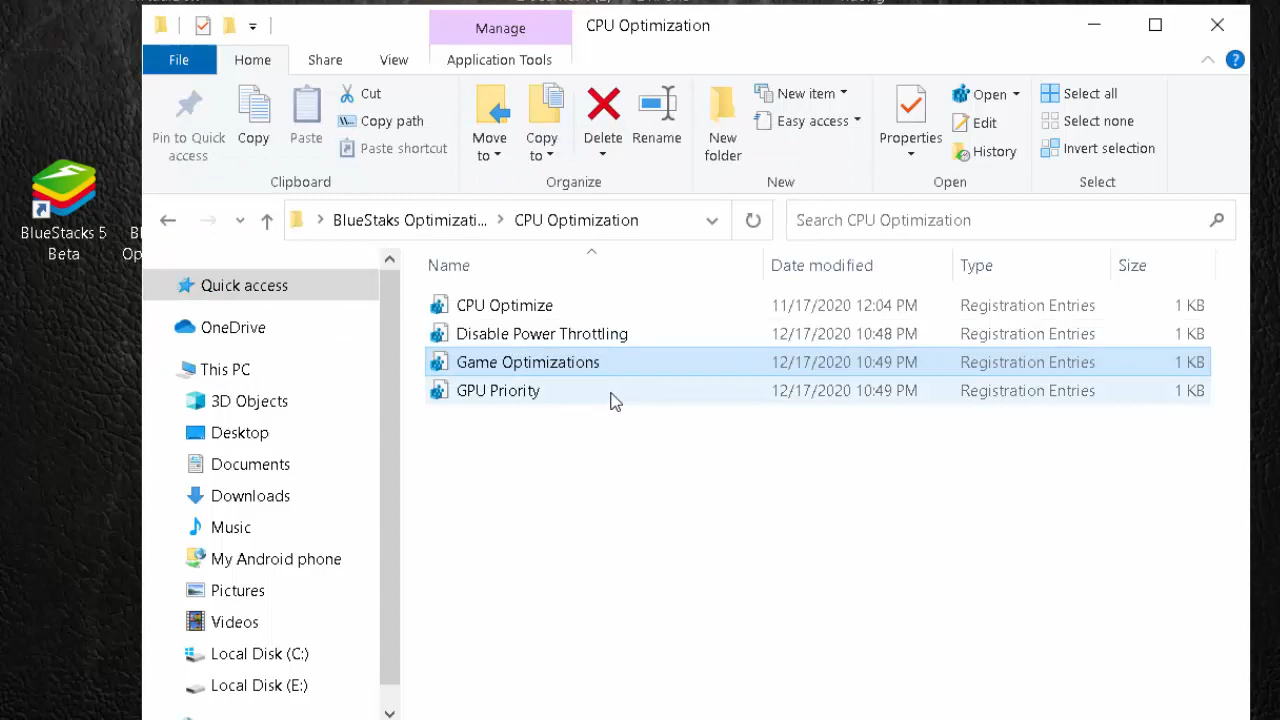 Manage
CPU Optimization
File
Home
Share
View
Application Tools
Pin to Quick access
Copy
Paste
Cut
Copy path
Paste shortcut
Clipboard
Move to
Copy to
Delete
Rename
Organize
New folder
New item
Easy access
New
Properties
Open
Edit
History
Open
Select all
Select none
Invert selection
Select
BlueStaks Optimizati...
CPU Optimization
Search CPU Optimization
BlueStacks 5
Beta
Name
Date modified
Type
Size
CPU Optimize
11/17/2020 12:04 PM
Registration Entries
1 KB
Disable Power Throttling
12/17/2020 10:48 PM
Registration Entries
1 KB
Game Optimizations
12/17/2020 10:49 PM
Registration Entries
1 KB
GPU Priority
12/17/2020 10:49 PM
Registration Entries
1 KB
Quick access
OneDrive
This PC
3D Objects
Desktop
Documents
Downloads
Music
My Android phone
Pictures
Videos
Local Disk (C:)
Local Disk (E:)